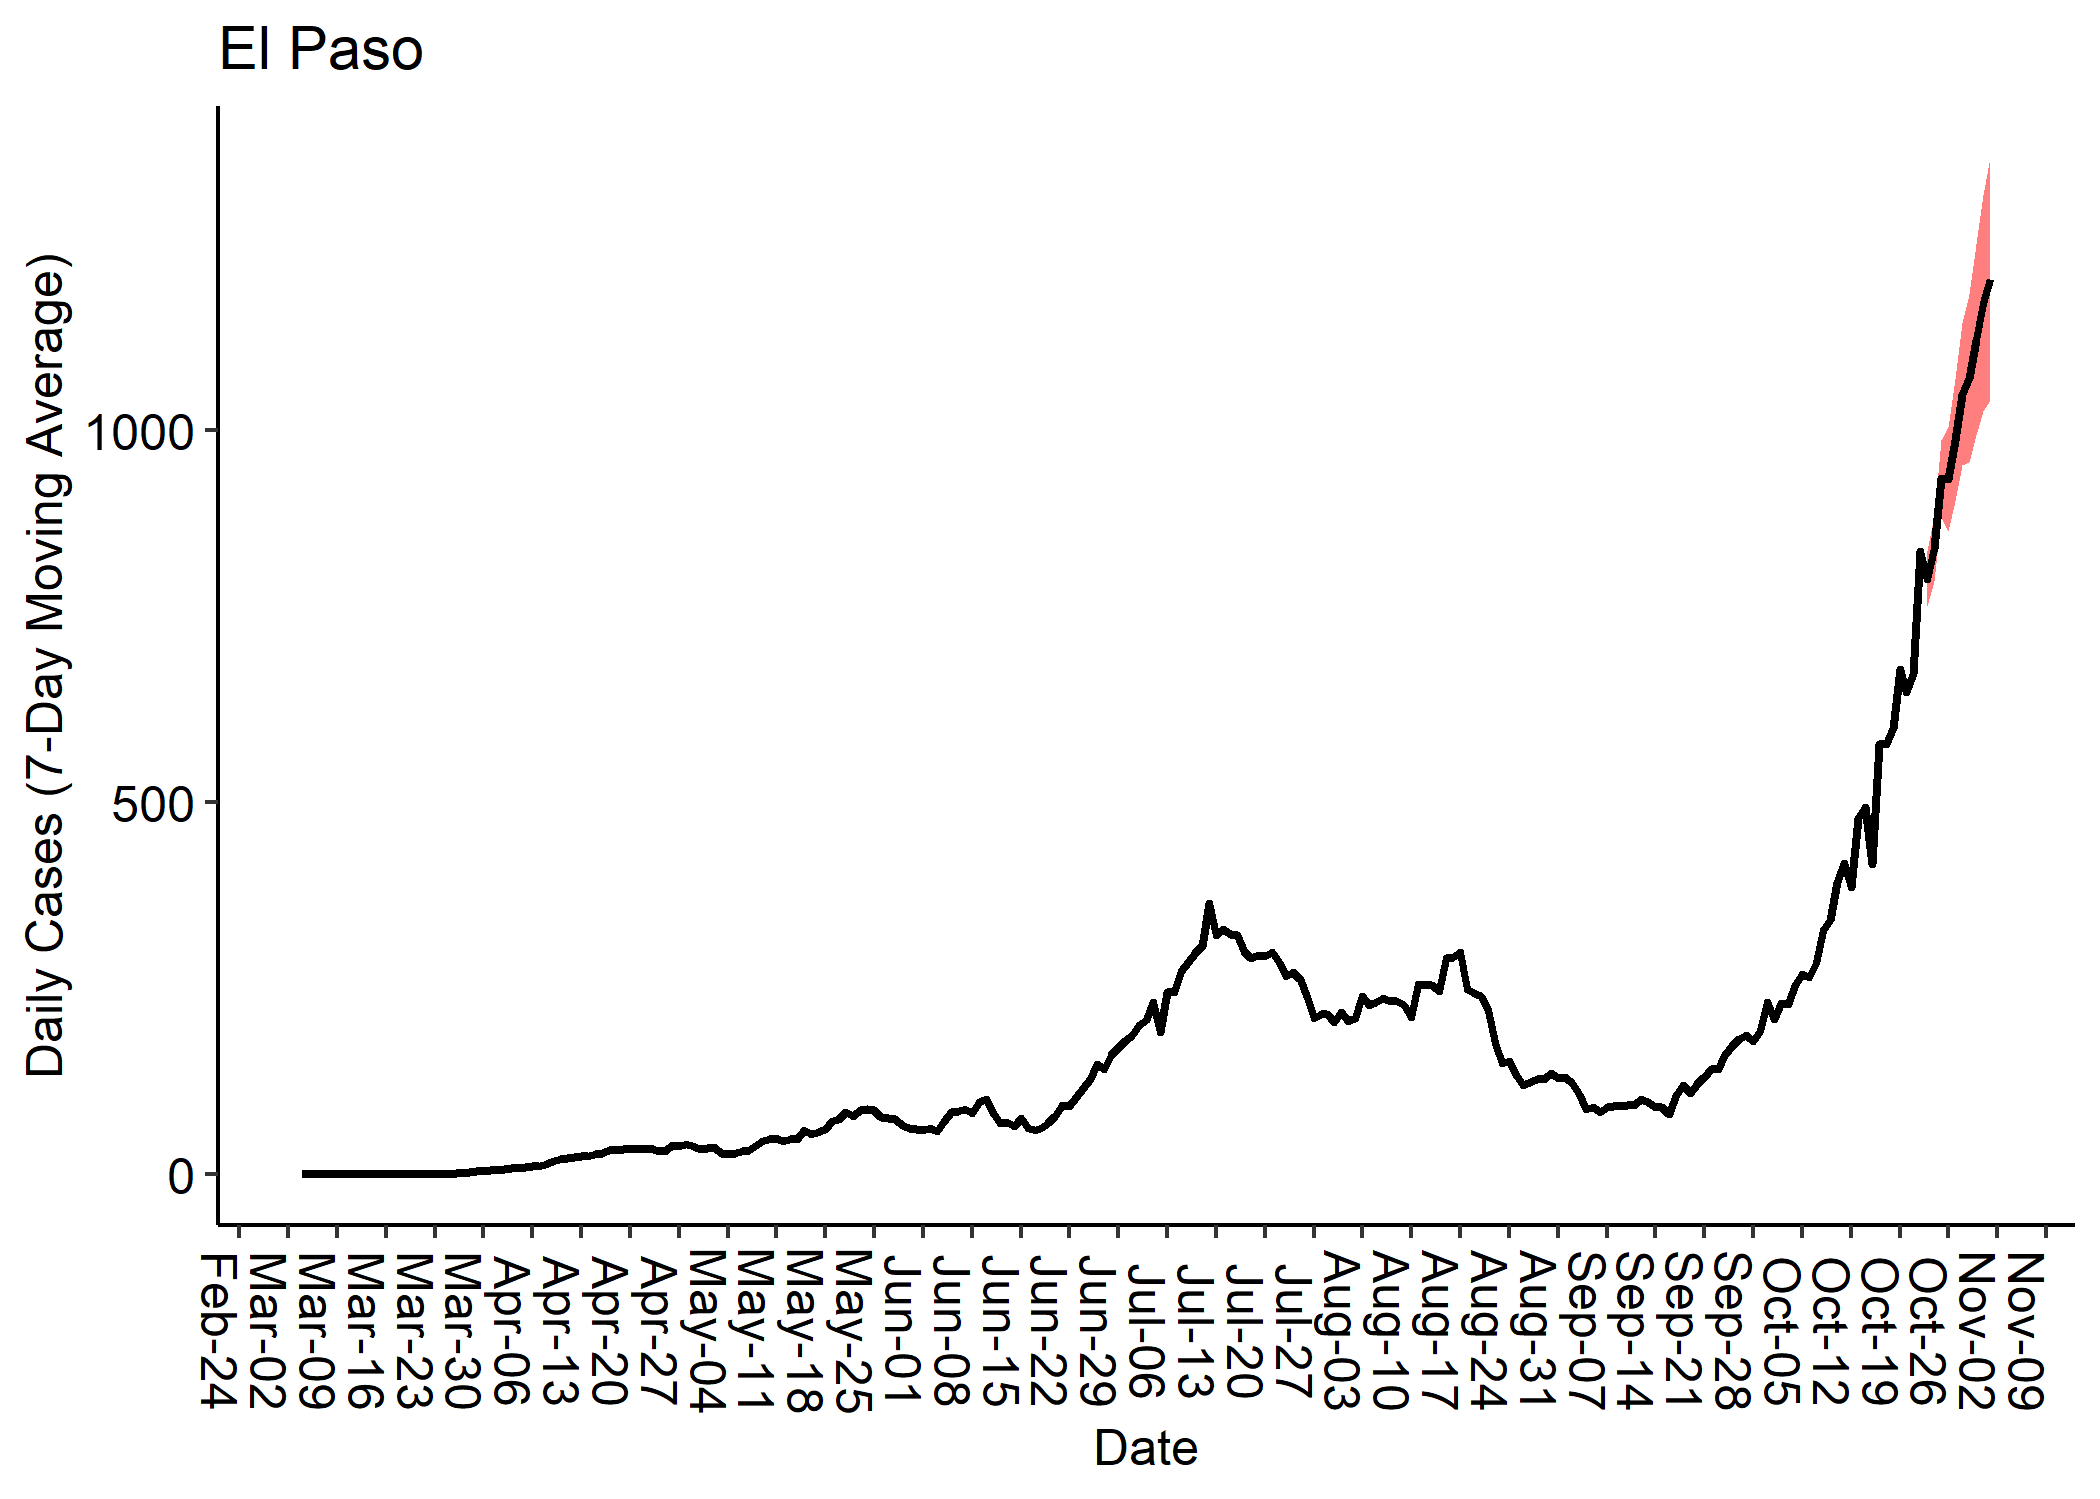 El Paso
Daily Cases (7-Day Moving Average)
1000
500
0
Feb-24
Mar-02
Mar-09
Mar-16
Mar-23
Mar-30
Apr-06
Apr-13
Apr-20
Apr-27
May-04
May-11
May-18
May-25
Jun-01
Jun-08
Jun-15
Jun-22
Jun-29
Jul-06
Jul-13
Jul-20
Jul-27
Aug-03
Aug-10
Aug-17
Aug-24
Aug-31
Sep-07
Sep-14
Sep-21
Sep-28
Oct-05
Oct-12
Oct-19
Oct-26
Nov-02
Nov-09
Date